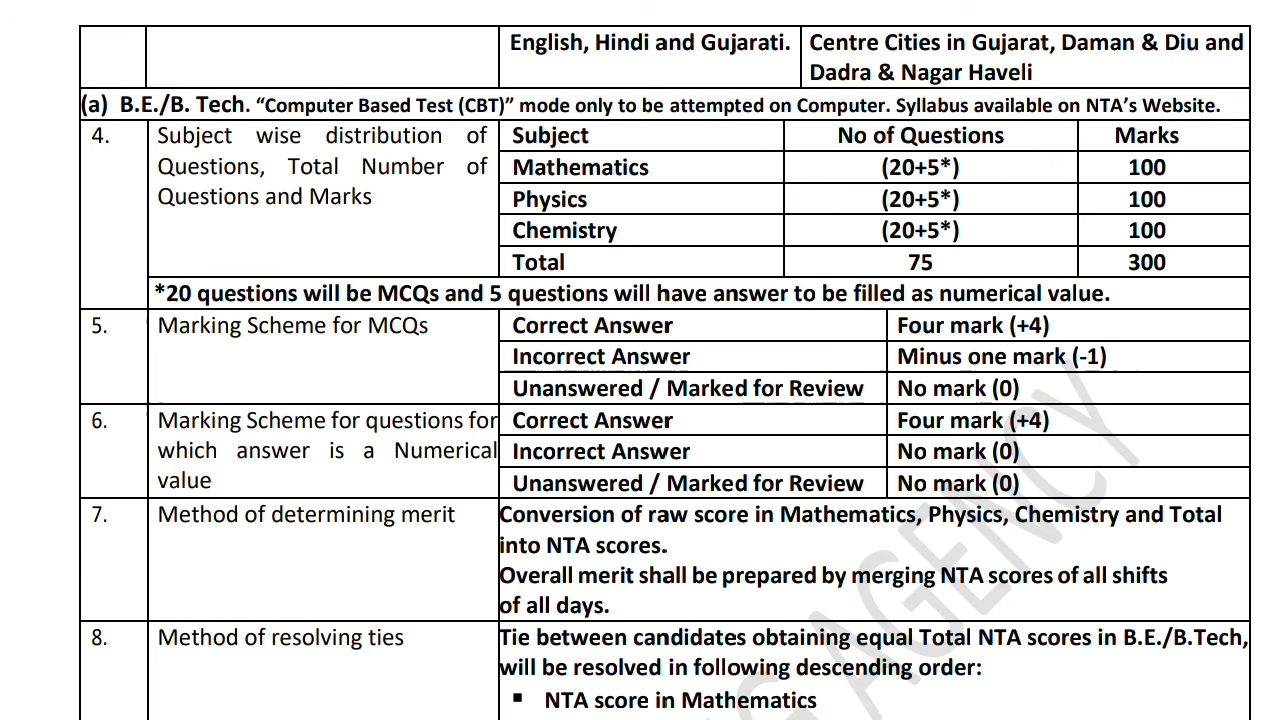 English, Hindi and Gujarati. Centre Cities in Gujarat, Daman & Diu and
Dadra & Nagar Haveli
(a) B.E./B. Tech. “Computer Based Test (CBT)” mode only to be attempted on Computer. Syllabus available on NTA’s Website.
4. Subject wise distribution of Subject No of Questions Marks
Questions, Total Number of Mathematics (20+5*) 100
Questions and Marks Physics (20+5*) 100
Chemistry (20+5*) 100
Total 75 300
*20 questions will be MCQs and 5 questions will have answer to be filled as numerical value.
5. Marking Scheme for MCQs Correct Answer Four mark (+4)
Incorrect Answer Minus one mark (-1)
Unanswered / Marked for Review No mark (0)
6. Marking Scheme for questions for Correct Answer Four mark (+4)
which answer is a Numerical Incorrect Answer No mark (0)
value Unanswered / Marked for Review No mark (0)
7. Method of determining merit Conversion of raw score in Mathematics, Physics, Chemistry and Total
into NTA scores.
Overall merit shall be prepared by merging NTA scores of all shifts
of all days.
8. Method of resolving ties Tie between candidates obtaining equal Total NTA scores in B.E./B.Tech,
will be resolved in following descending order:
▪ NTA score in Mathematics
AGENCY